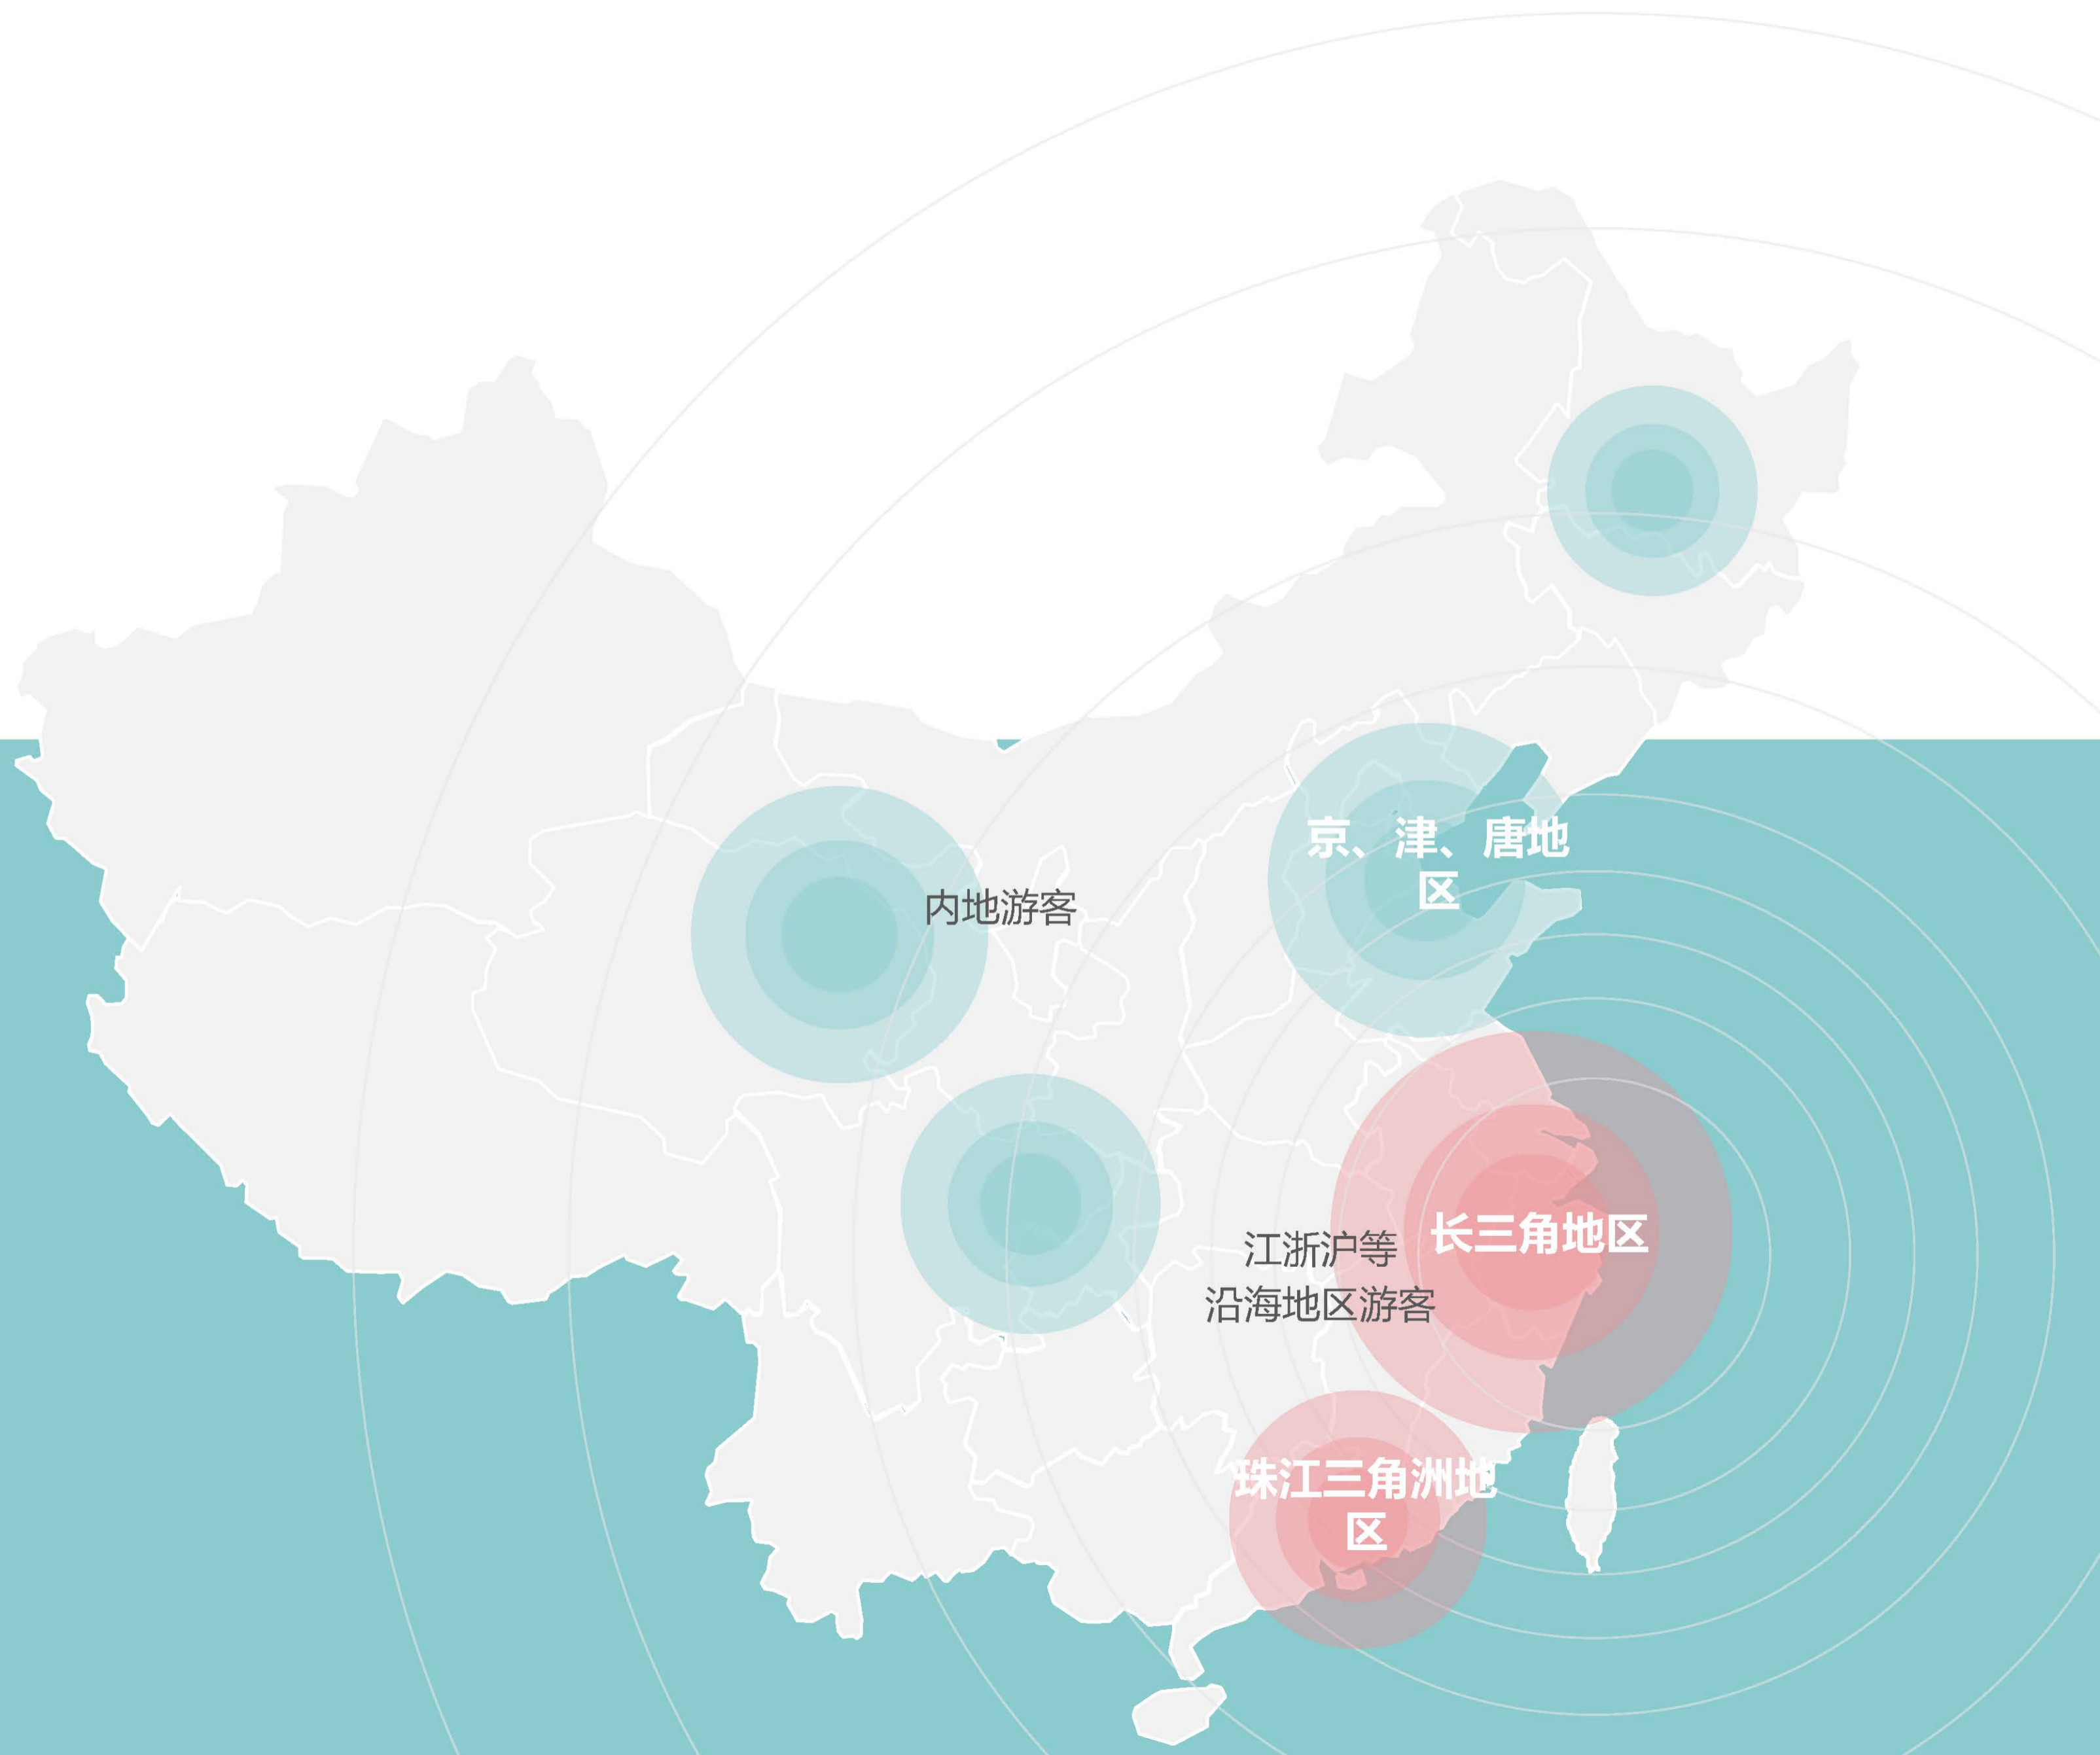 京、津、唐地
区
内地游客
长三角地区
江浙沪等
沿海地区游客
珠江三角洲地
区